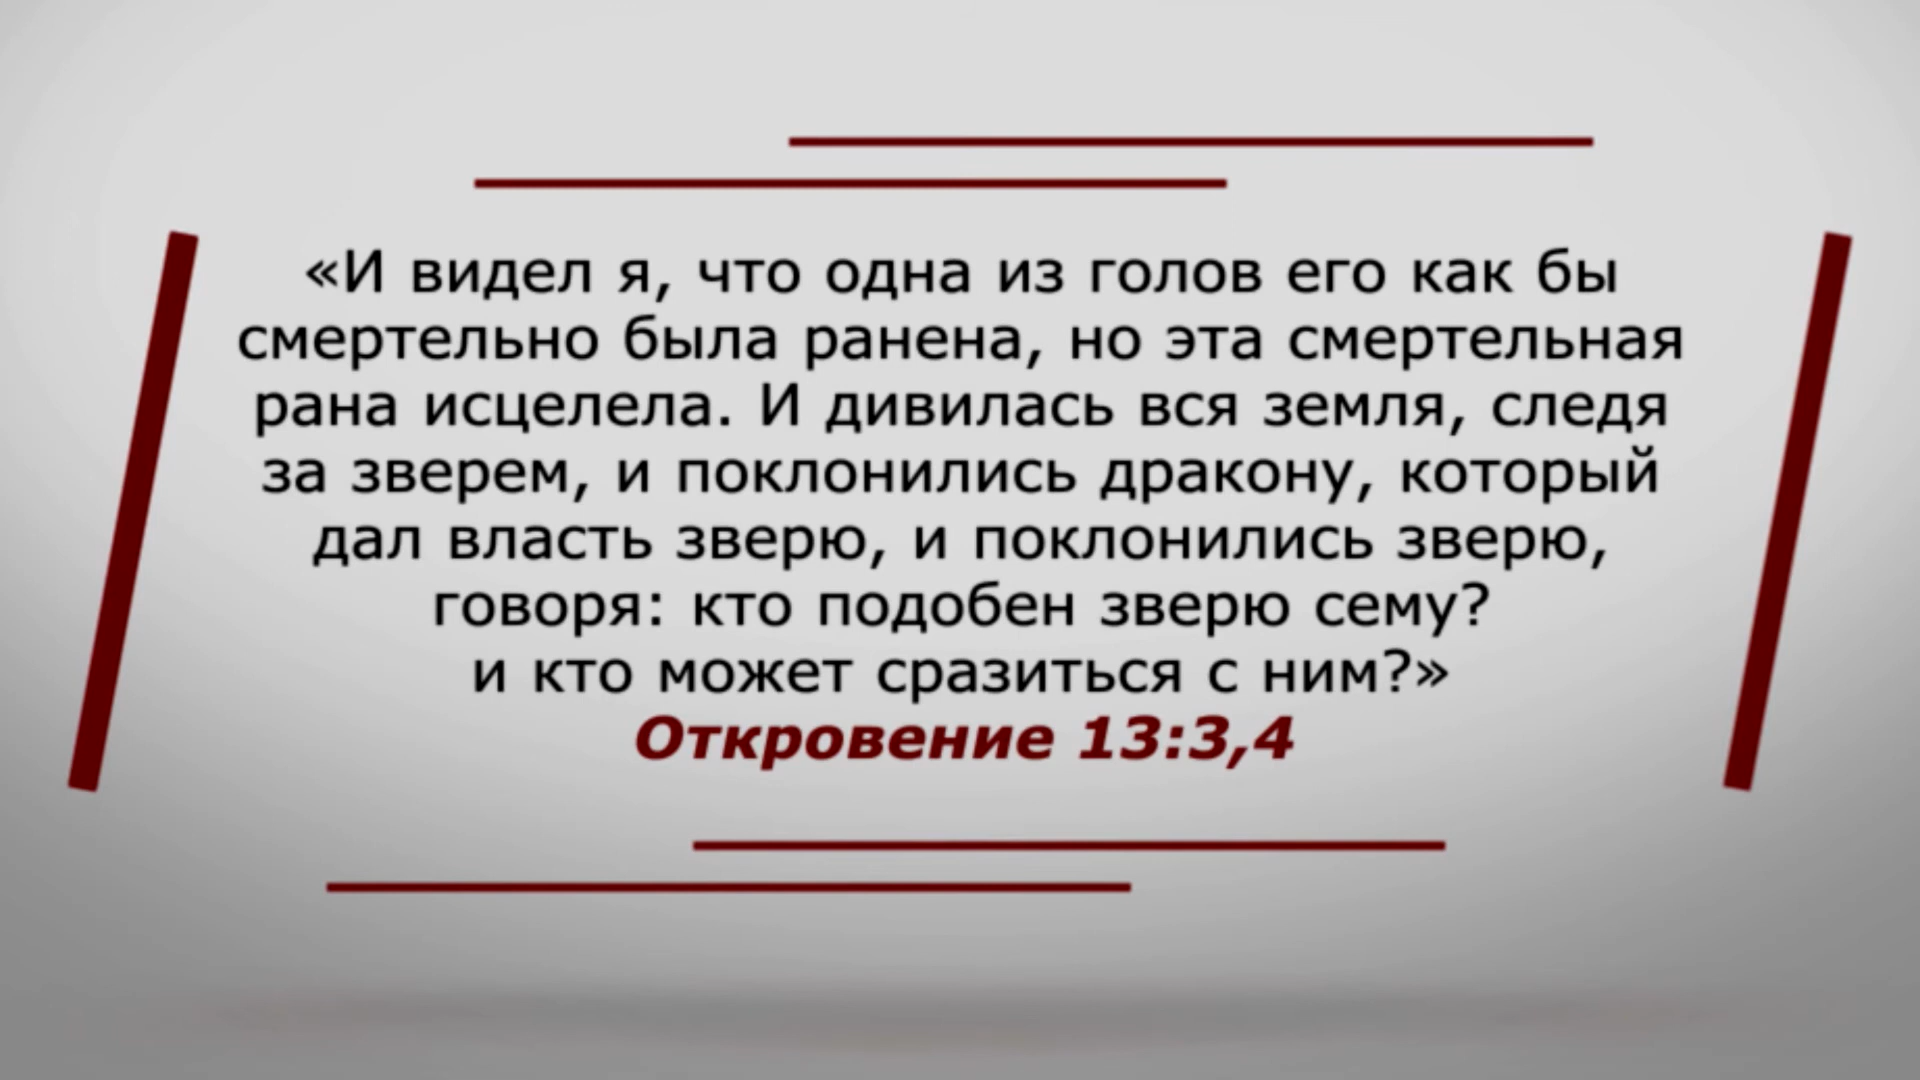 «И видел я, что одна из голов его как бы
смертельно была ранена, но эта смертельная
рана исцелела. И дивилась вся земля, следя
за зверем, и поклонились дракону, который
дал власть зверю, и поклонились зверю,
говоря: кто подобен зверю сему?
и кто может сразиться с ним?»
Откровение 13:3,4